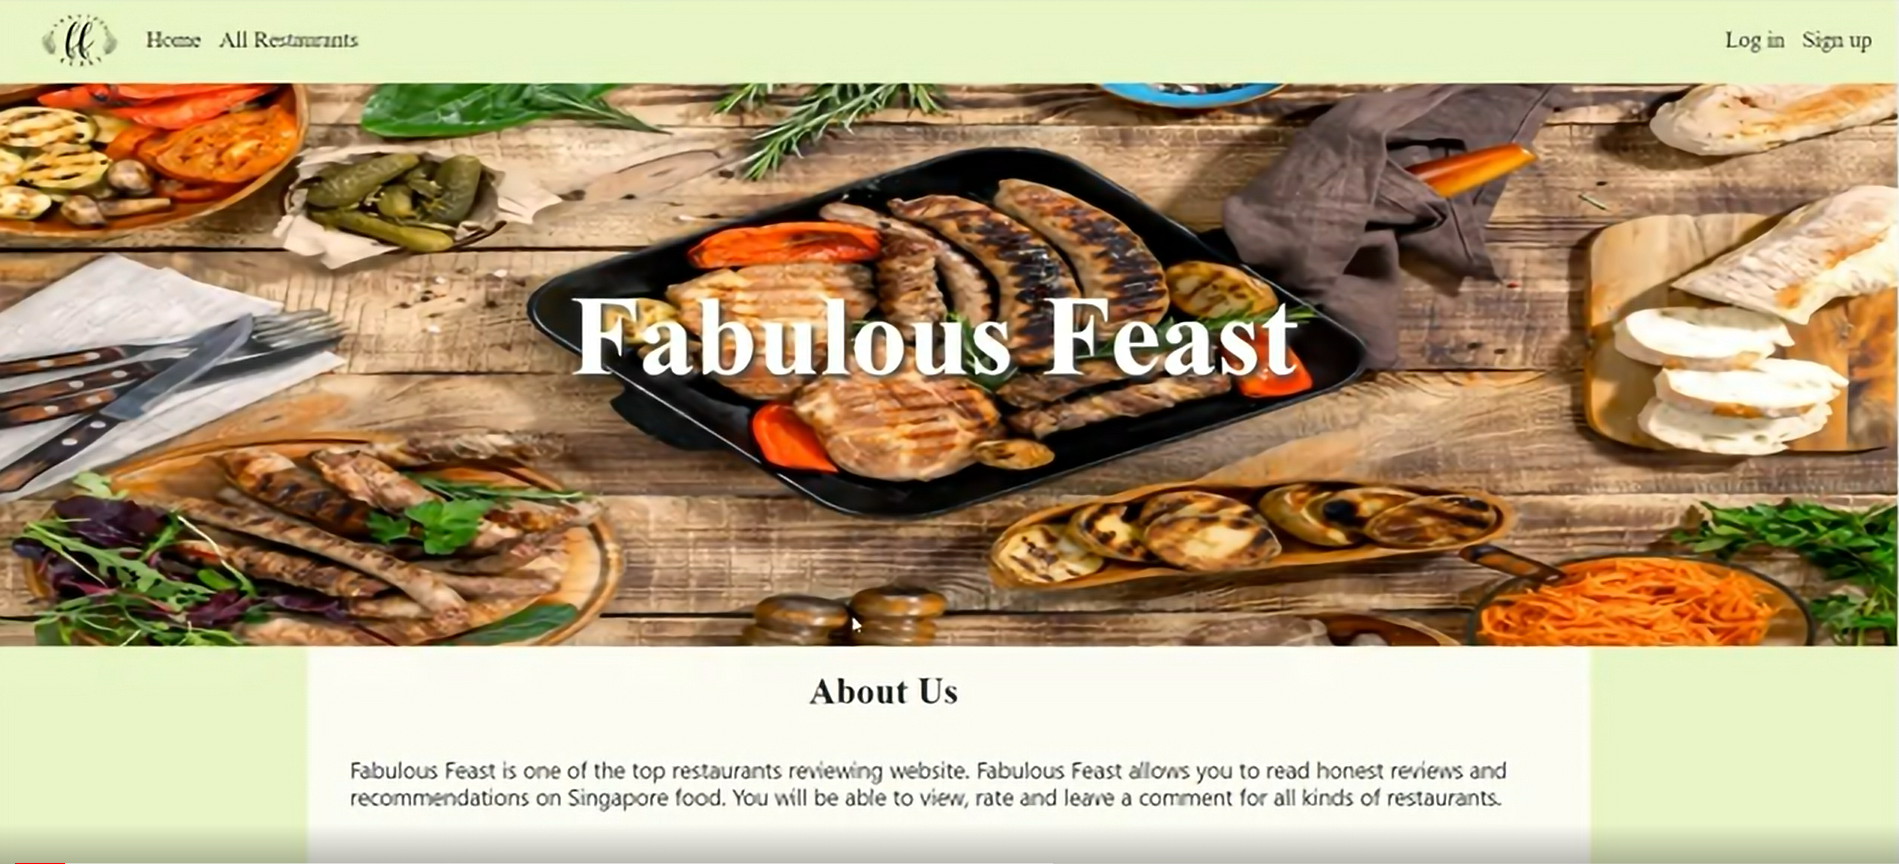 Home All Restaurants
Log in Sign up
Fabulous Feast
About Us
Fabulous Feast is one of the top restaurants reviewing website. Fabulous Feast allows you to read honest reviews and
recommendations on Singapore food. You will be able to view, rate and leave a comment for all kinds of restaurants.